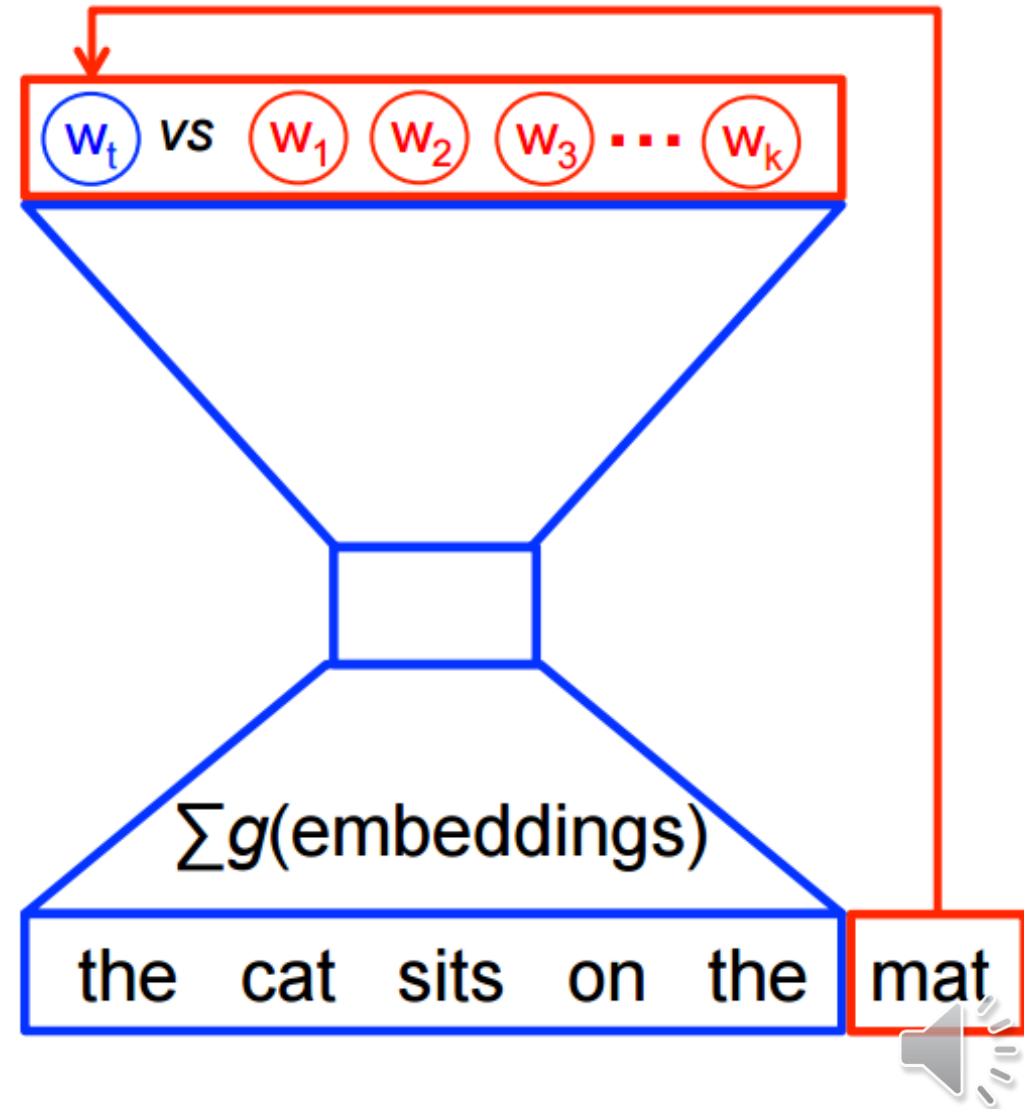 wt vs w1 w2 w3 ... wk
∑g(embeddings)
the cat sits on the mat